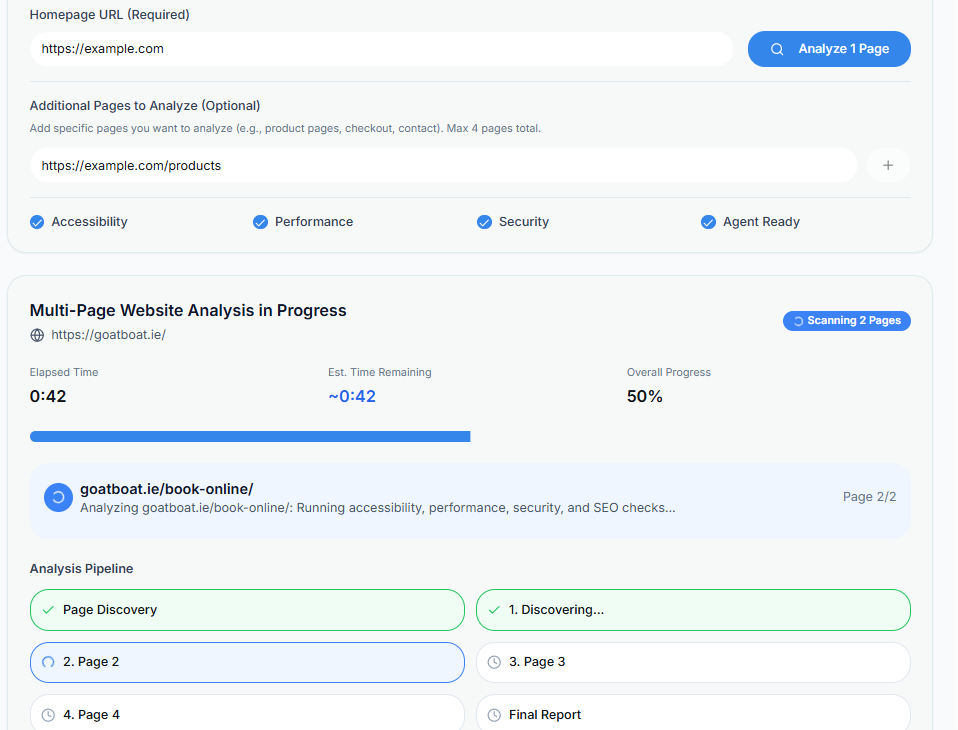 Homepage URL (Required)
https://example.com
Analyze 1 Page
Additional Pages to Analyze (Optional)
Add specific pages you want to analyze (e.g., product pages, checkout, contact). Max 4 pages total.
https://example.com/products
+
Accessibility
Performance
Security
Agent Ready
Multi-Page Website Analysis in Progress
https://goatboat.ie/
Scanning 2 Pages
Elapsed Time
Est. Time Remaining
Overall Progress
0:42
~0:42
50%
goatboat.ie/book-online/
Analyzing goatboat.ie/book-online/: Running accessibility, performance, security, and SEO checks...
Page 2/2
Analysis Pipeline
Page Discovery
1. Discovering...
2. Page 2
3. Page 3
4. Page 4
Final Report